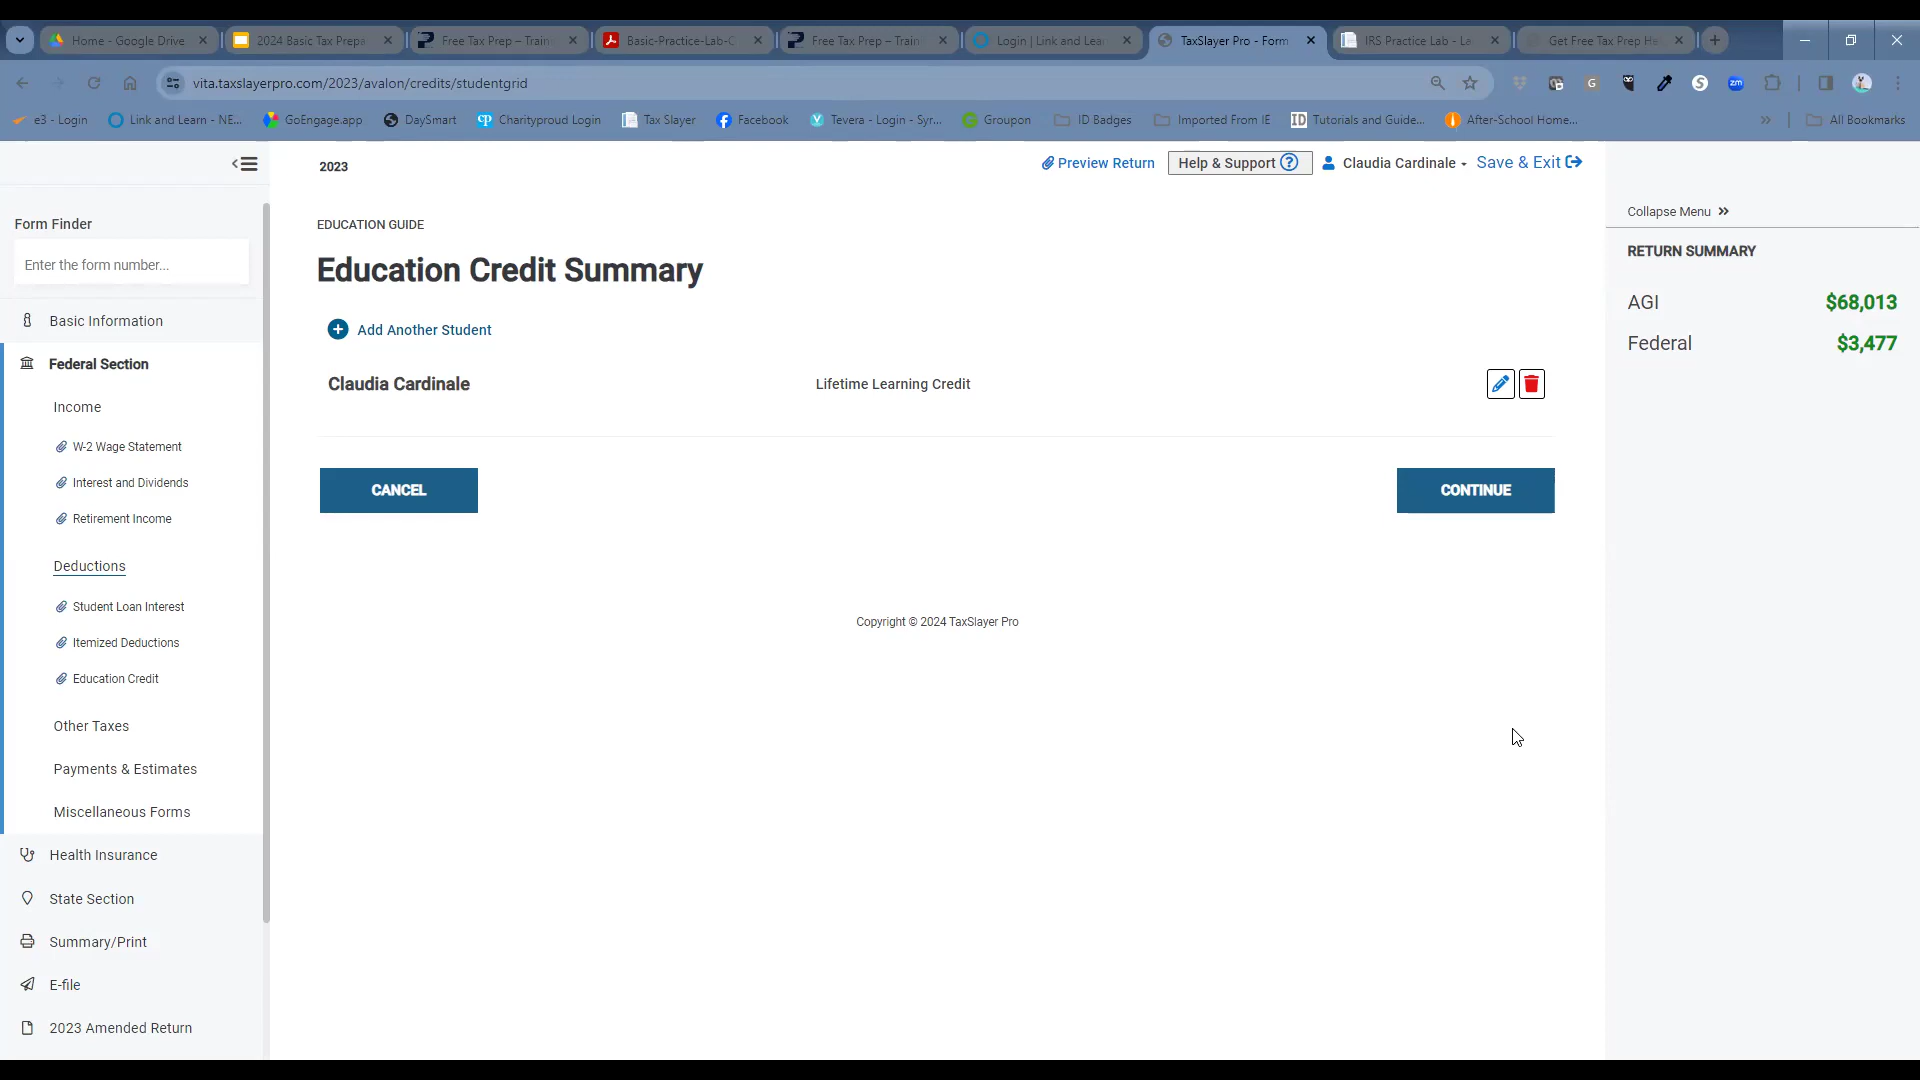 Home - Google Drive
2024 Basic Tax Prepa
Free Tax Prep – Train
Basic-Practice-Lab-C
Free Tax Prep – Train
Login | Link and Lear
TaxSlayer Pro - Form
IRS Practice Lab - La
Get Free Tax Prep He
vita.taxslayerpro.com/2023/avalon/credits/studentgrid
e3 - Login
Link and Learn - NE...
GoEngage.app
DaySmart
Charityproud Login
Tax Slayer
Facebook
Tevera - Login - Syr...
Groupon
ID Badges
Imported From IE
Tutorials and Guide...
After-School Home...
All Bookmarks
2023
Preview Return
Help & Support
Claudia Cardinale
Save & Exit
Form Finder
Enter the form number...
Basic Information
Federal Section
Income
W-2 Wage Statement
Interest and Dividends
Retirement Income
Deductions
Student Loan Interest
Itemized Deductions
Education Credit
Other Taxes
Payments & Estimates
Miscellaneous Forms
Health Insurance
State Section
Summary/Print
E-file
2023 Amended Return
EDUCATION GUIDE
Education Credit Summary
Add Another Student
Claudia Cardinale
Lifetime Learning Credit
CANCEL
CONTINUE
Copyright © 2024 TaxSlayer Pro
Collapse Menu
RETURN SUMMARY
AGI $68,013
Federal $3,477